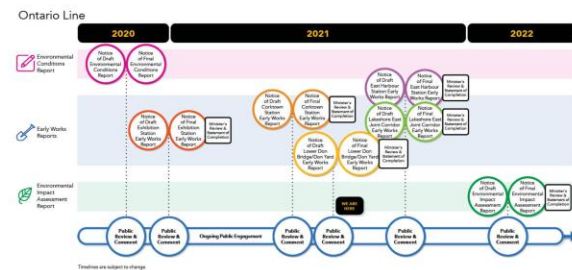 Ontario Line
2020
2021
2022
Environmental
Conditions
Report
Notice
of Draft
Environmental
Conditions
Report
Notice
of Final
Environmental
Conditions
Report
Early Works
Reports
Notice
of Draft
Exhibition
Station
Early Works
Report
Notice
of Final
Exhibition
Station
Early Works
Report
Minister's
Review &
Statement of
Completion
Notice
of Draft
Corktown
Station
Early Works
Report
Notice
of Final
Corktown
Station
Early Works
Report
Minister's
Review &
Statement of
Completion
Notice
of Draft
Lower Don
Bridge/Don Yard
Early Works
Report
Notice
of Final
Lower Don
Bridge/Don Yard
Early Works
Report
Minister's
Review &
Statement of
Completion
Notice
of Draft
East Harbour
Station Early
Works Report
Notice
of Final
East Harbour
Station Early
Works Report
Minister's
Review &
Statement of
Completion
Notice
of Draft
Lakeshore East
Joint Corridor
Early Works
Report
Notice
of Final
Lakeshore East
Joint Corridor
Early Works
Report
Minister's
Review &
Statement of
Completion
Environmental
Impact
Assessment
Report
Notice
of Draft
Environmental
Impact
Assessment
Report
Notice
of Final
Environmental
Impact
Assessment
Report
Minister's
Review &
Statement of
Completion
WE ARE
HERE
Public
Review &
Comment
Public
Review &
Comment
Ongoing Public Engagement
Public
Review &
Comment
Public
Review &
Comment
Public
Review &
Comment
Public
Review &
Comment
Timelines are subject to change